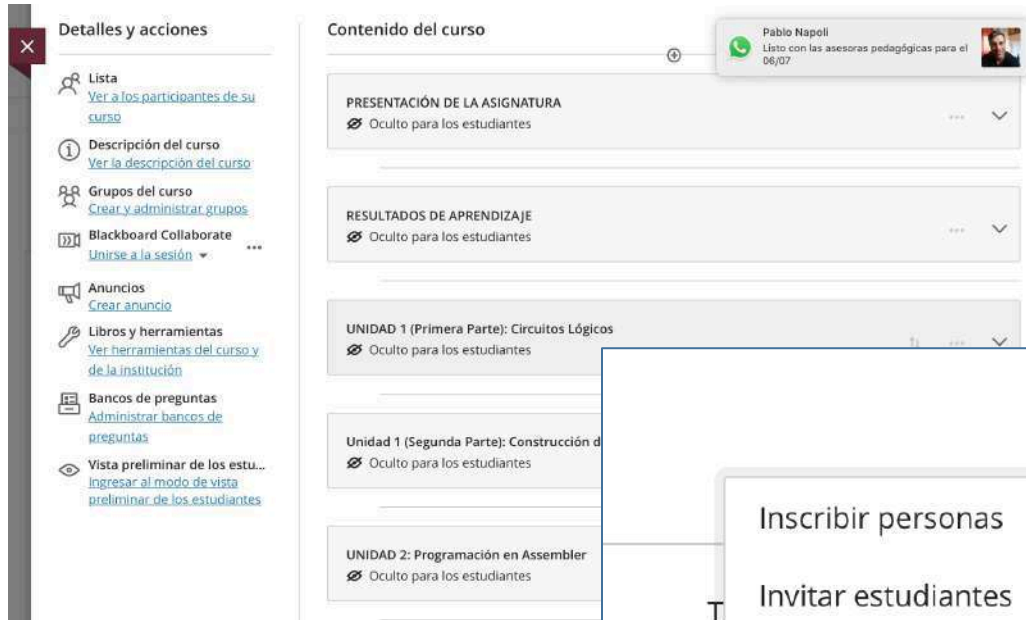 Detalles y acciones
Lista
Ver a los participantes de su
curso
Descripción del curso
Ver la descripción del curso
Grupos del curso
Crear y administrar grupos
Blackboard Collaborate
Unirse a la sesión
Anuncios
Crear anuncio
Libros y herramientas
Ver herramientas del curso y
de la institución
Bancos de preguntas
Administrar bancos de
preguntas
Vista preliminar de los estu...
Ingresar al modo de vista
preliminar de los estudiantes
Contenido del curso
Pablo Napoli
Listo con las asesoras pedagógicas para el
06/07
PRESENTACIÓN DE LA ASIGNATURA
Oculto para los estudiantes
RESULTADOS DE APRENDIZAJE
Oculto para los estudiantes
UNIDAD 1 (Primera Parte): Circuitos Lógicos
Oculto para los estudiantes
Unidad 1 (Segunda Parte): Construcción d
Oculto para los estudiantes
UNIDAD 2: Programación en Assembler
Oculto para los estudiantes
Inscribir personas
T
Invitar estudiantes